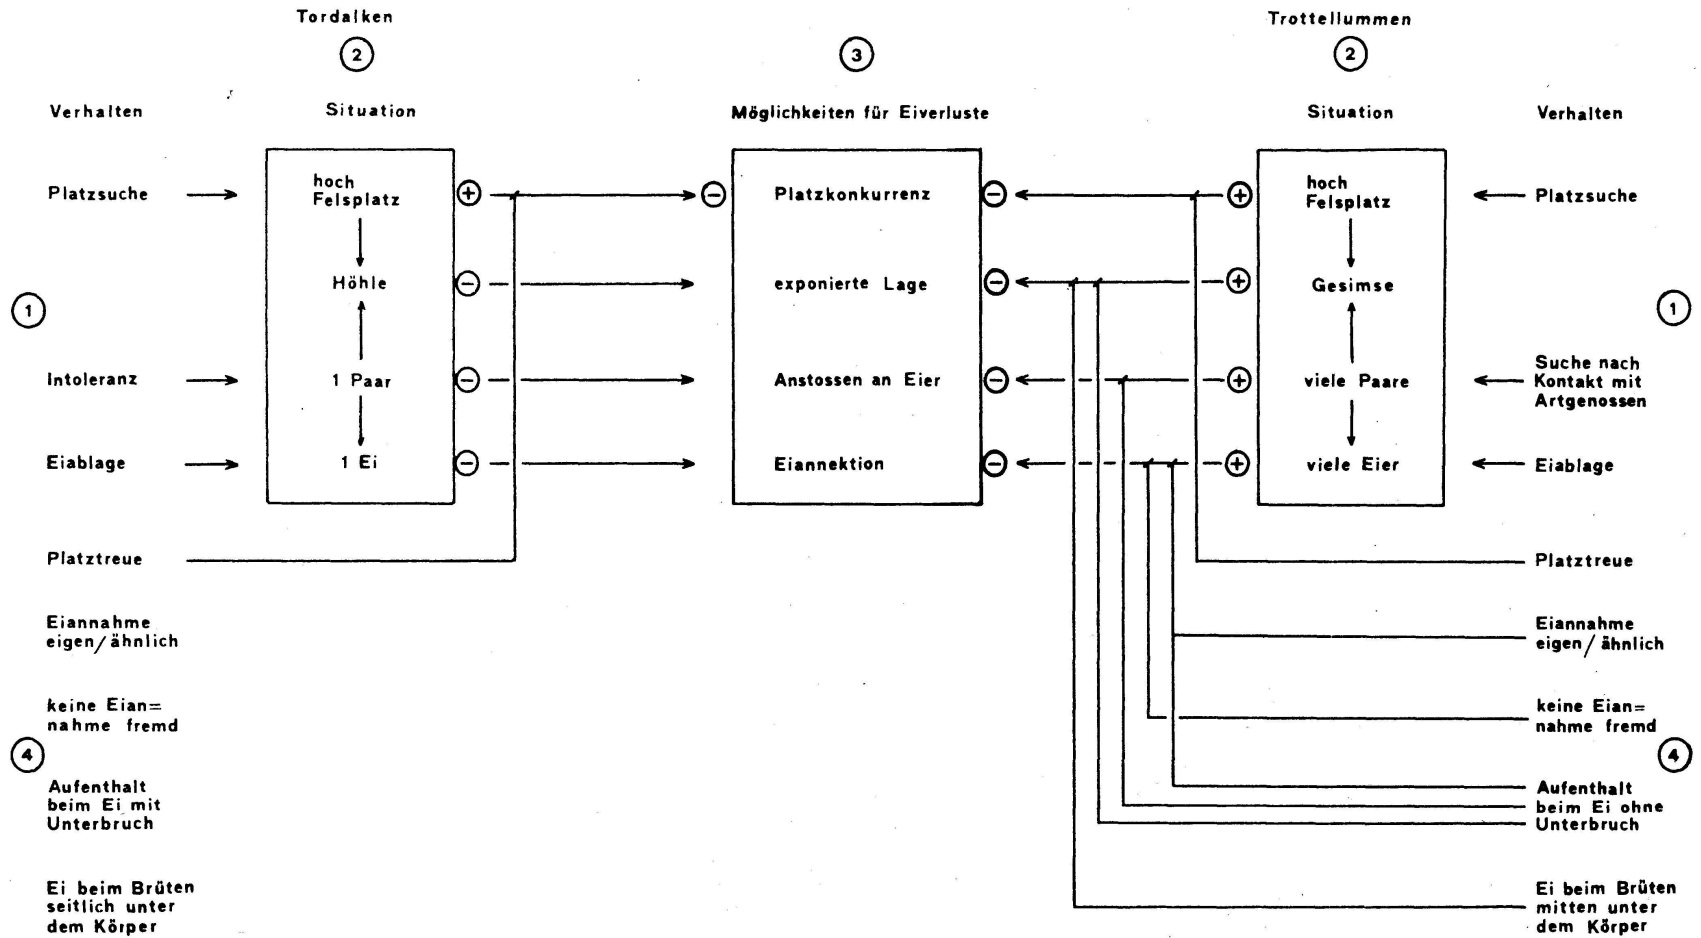 Tordalken
Trottellummen
2
3
2
Verhalten
Situation
Möglichkeiten für Eiverluste
Situation
Verhalten
Platzsuche
hoch
Felsplatz
+
−
Platzkonkurrenz
−
+
hoch
Felsplatz
Platzsuche
Höhle
−
exponierte Lage
−
+
Gesimse
1
1
Intoleranz
1 Paar
−
Anstossen an Eier
−
+
viele Paare
Suche nach
Kontakt mit
Artgenossen
Eiablage
1 Ei
−
Eiannektion
−
+
viele Eier
Eiablage
Platztreue
Platztreue
Eiannahme
eigen/ähnlich
Eiannahme
eigen/ähnlich
keine Eian=
nahme fremd
keine Eian=
nahme fremd
4
4
Aufenthalt
beim Ei mit
Unterbruch
Aufenthalt
beim Ei ohne
Unterbruch
Ei beim Brüten
seitlich unter
dem Körper
Ei beim Brüten
mitten unter
dem Körper